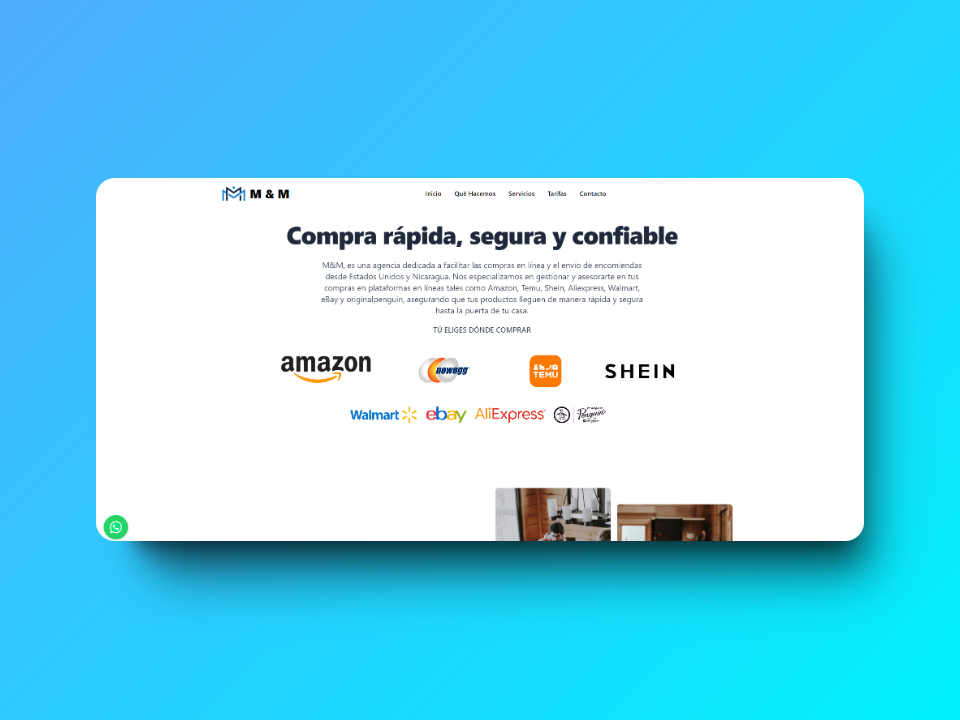 M & M
Inicio Qué Hacemos Servicios Tarifas Contacto
Compra rápida, segura y confiable
M&M, es una agencia dedicada a facilitar las compras en línea y el envío de encomiendas
desde Estados Unidos y Nicaragua. Nos especializamos en gestionar y asesorarte en tus
compras en plataformas en líneas tales como Amazon, Temu, Shein, Aliexpress, Walmart,
eBay y originalpenguin, asegurando que tus productos lleguen de manera rápida y segura
hasta la puerta de tu casa.
TÚ ELIGES DÓNDE COMPRAR
amazon newegg TEMU SHEIN
Walmart ebay AliExpress Penguin